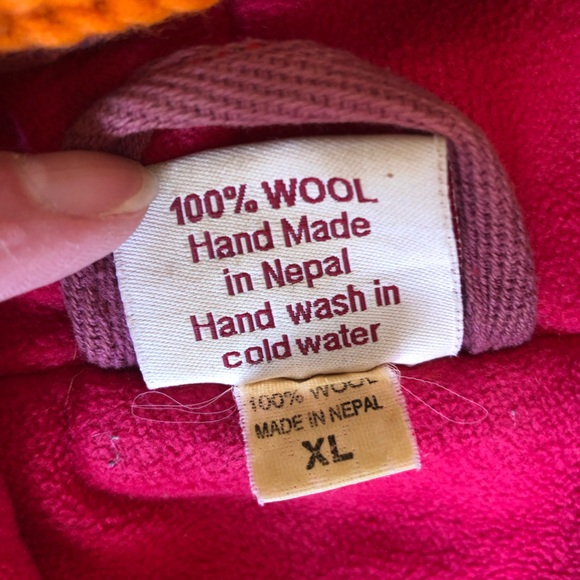 100% WOOL
Hand Made
in Nepal
Hand wash in
cold water
100% WOOL
MADE IN NEPAL
XL